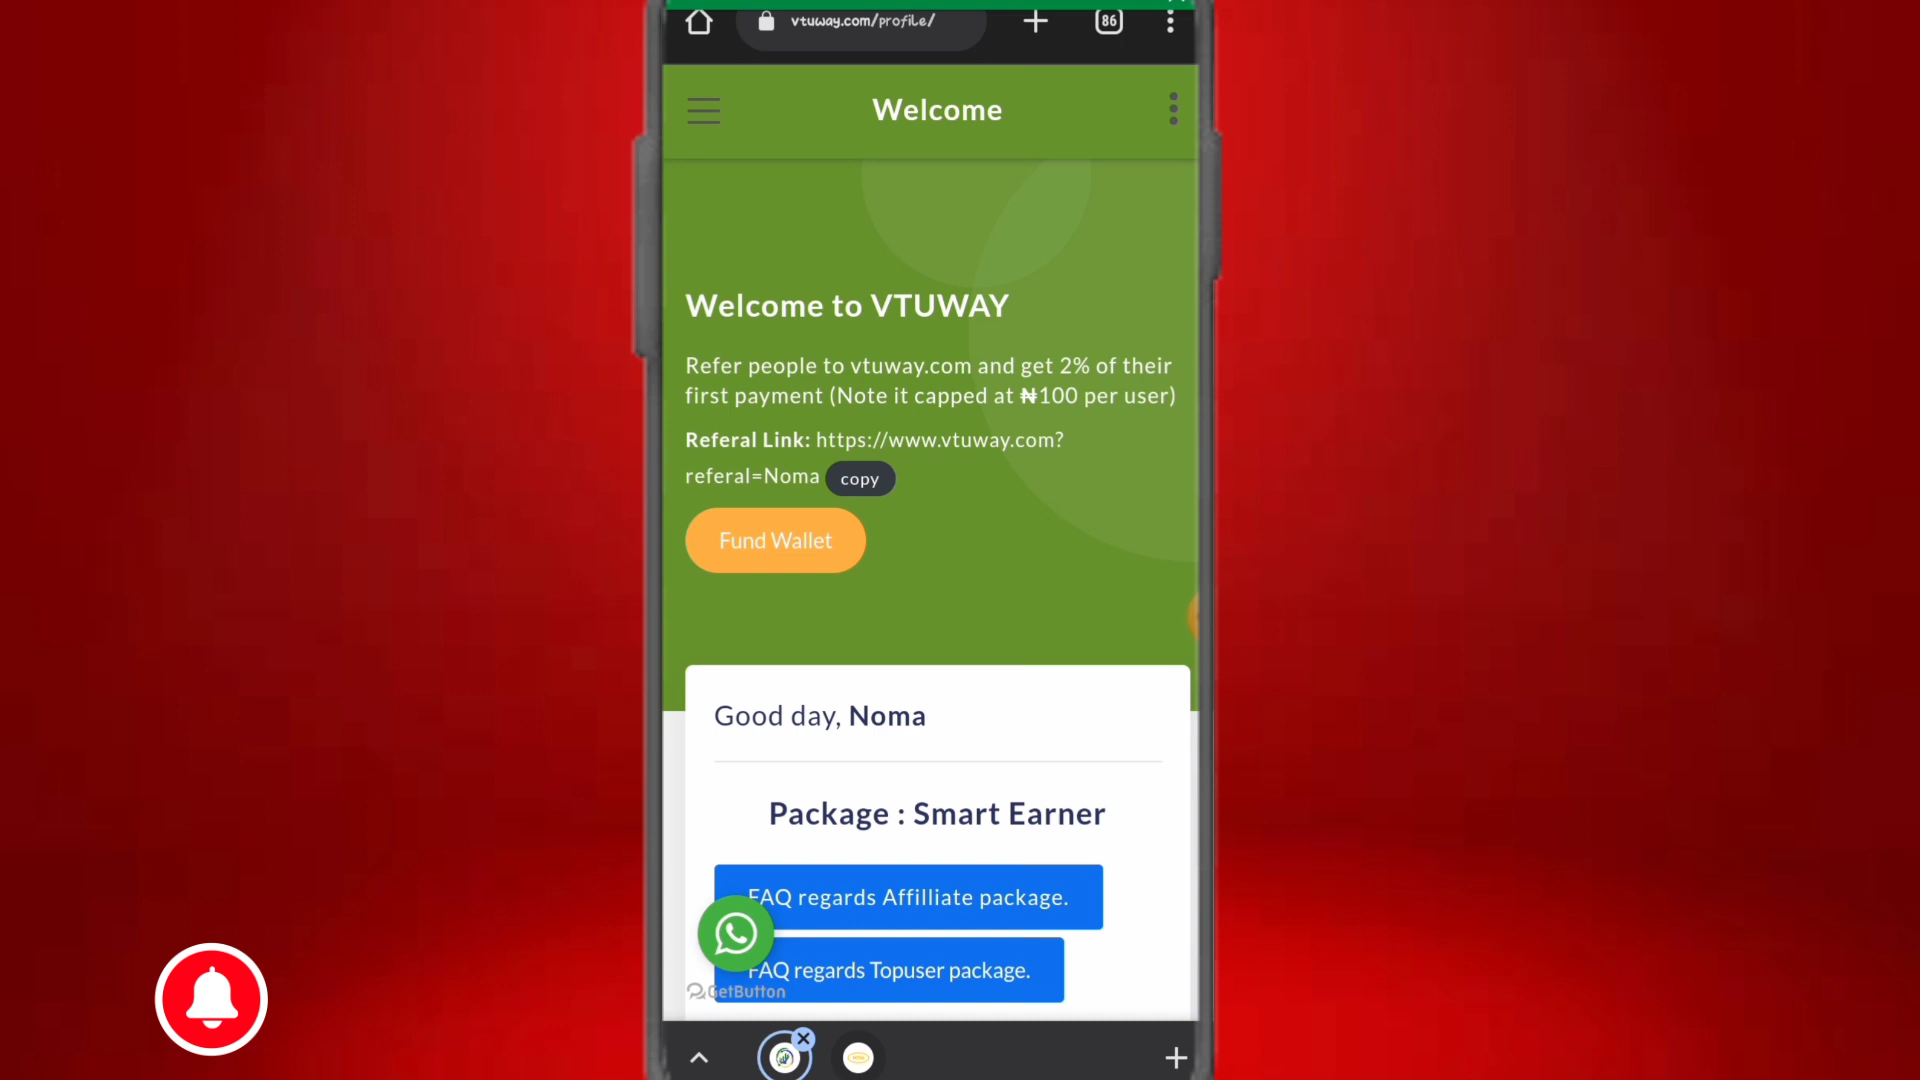 vtuway.com/profile/
86
Welcome
Welcome to VTUWAY
Refer people to vtuway.com and get 2% of their
first payment (Note it capped at ₦100 per user)
Referal Link: https://www.vtuway.com?
referal=Noma copy
Fund Wallet
Good day, Noma
Package : Smart Earner
FAQ regards Affilliate package.
FAQ regards Topuser package.
GetButton